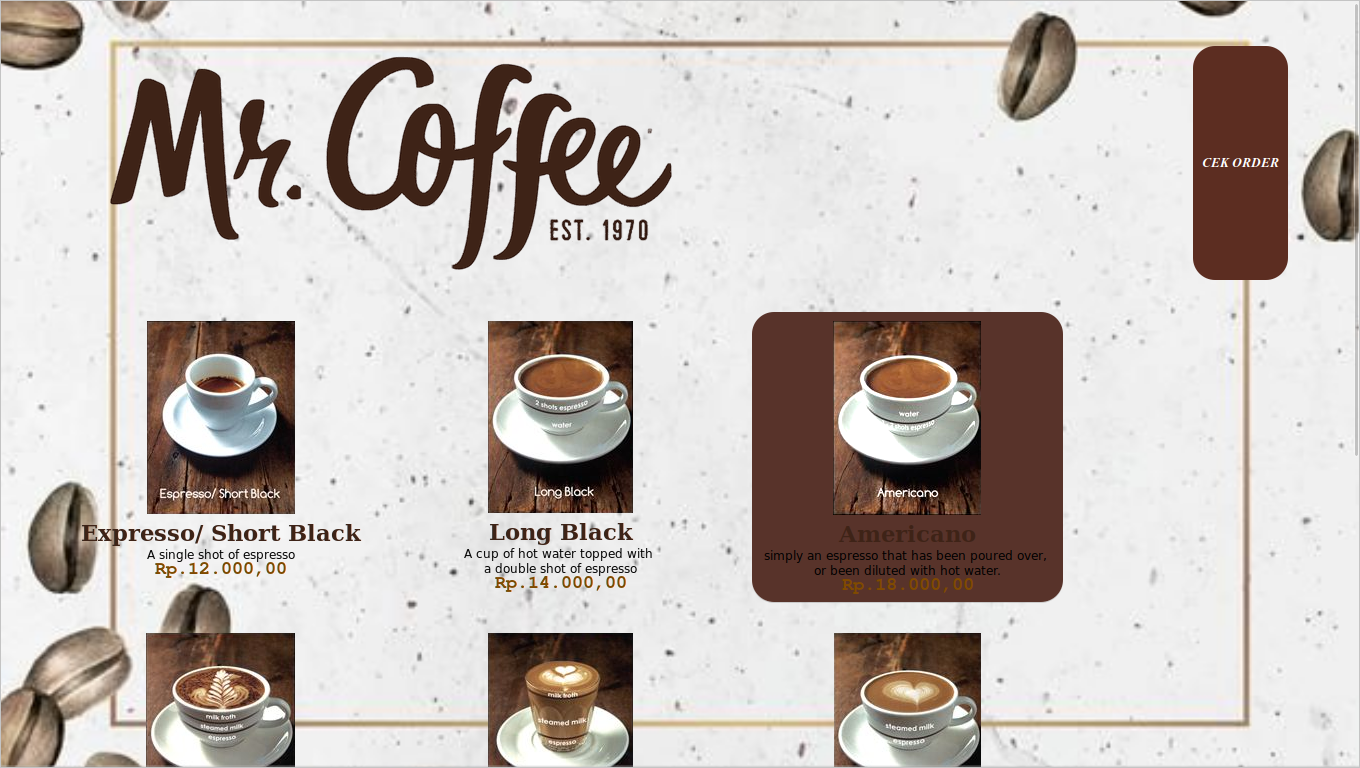 Mr. Coffee
EST. 1970
CEK ORDER
2 shots espresso
water
water
shots espresso
Espresso/ Short Black
Long Black
Americano
Expresso/ Short Black
Long Black
Americano
A single shot of espresso
A cup of hot water topped with
a double shot of espresso
simply an espresso that has been poured over,
or been diluted with hot water.
Rp.12.000,00
Rp.14.000,00
Rp.18.000,00
milk froth
steamed milk
espresso
milk froth
steamed milk
espresso
steamed milk
espresso